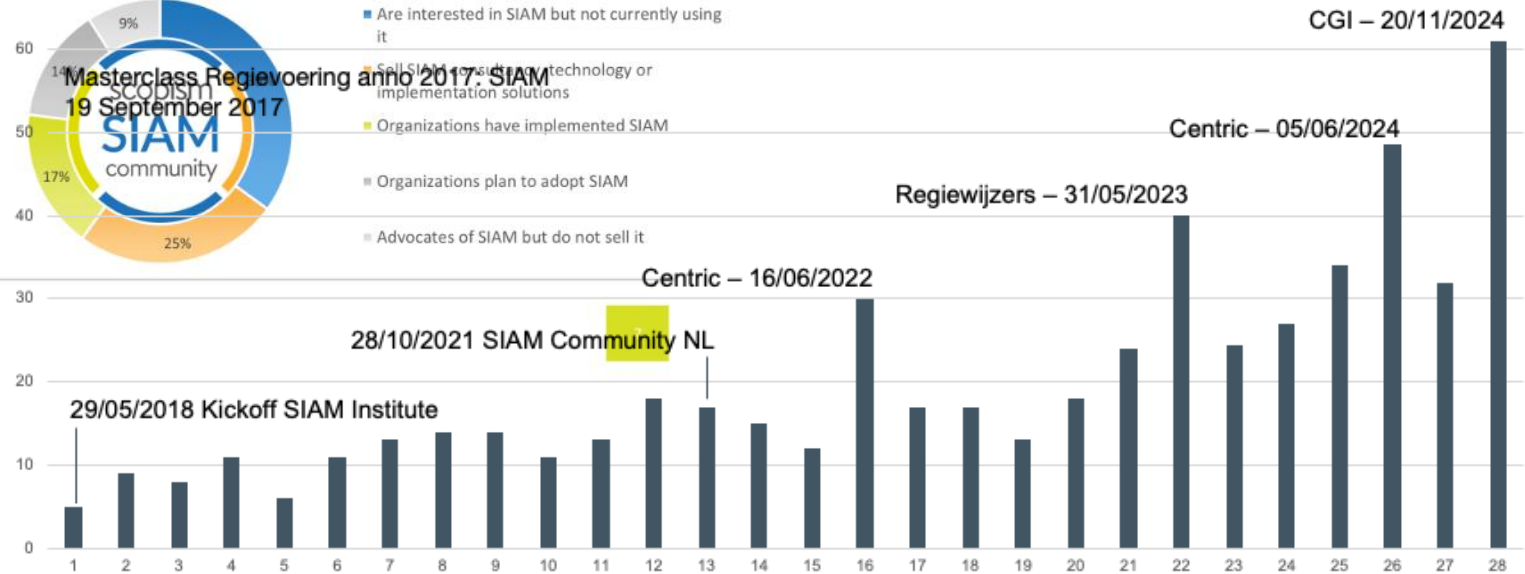 CGI – 20/11/2024
Are interested in SIAM but not currently using
it
Sell SIAM consultancy, technology or
implementation solutions
Organizations have implemented SIAM
Organizations plan to adopt SIAM
Advocates of SIAM but do not sell it
9%
14%
17%
25%
Masterclass Regievoering anno 2017: SIAM
19 September 2017
scopism
SIAM
community
Centric – 05/06/2024
Regiewijzers – 31/05/2023
Centric – 16/06/2022
28/10/2021 SIAM Community NL
29/05/2018 Kickoff SIAM Institute
60
50
40
30
20
10
0
1 2 3 4 5 6 7 8 9 10 11 12 13 14 15 16 17 18 19 20 21 22 23 24 25 26 27 28